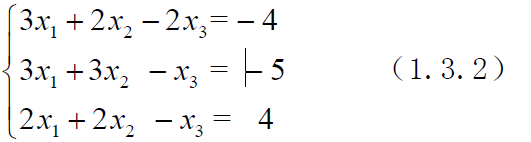 3x₁ + 2x₂ − 2x₃= − 4
3x₁ + 3x₂ − x₃ = − 5 （1.3.2）
2x₁ + 2x₂ − x₃ = 4